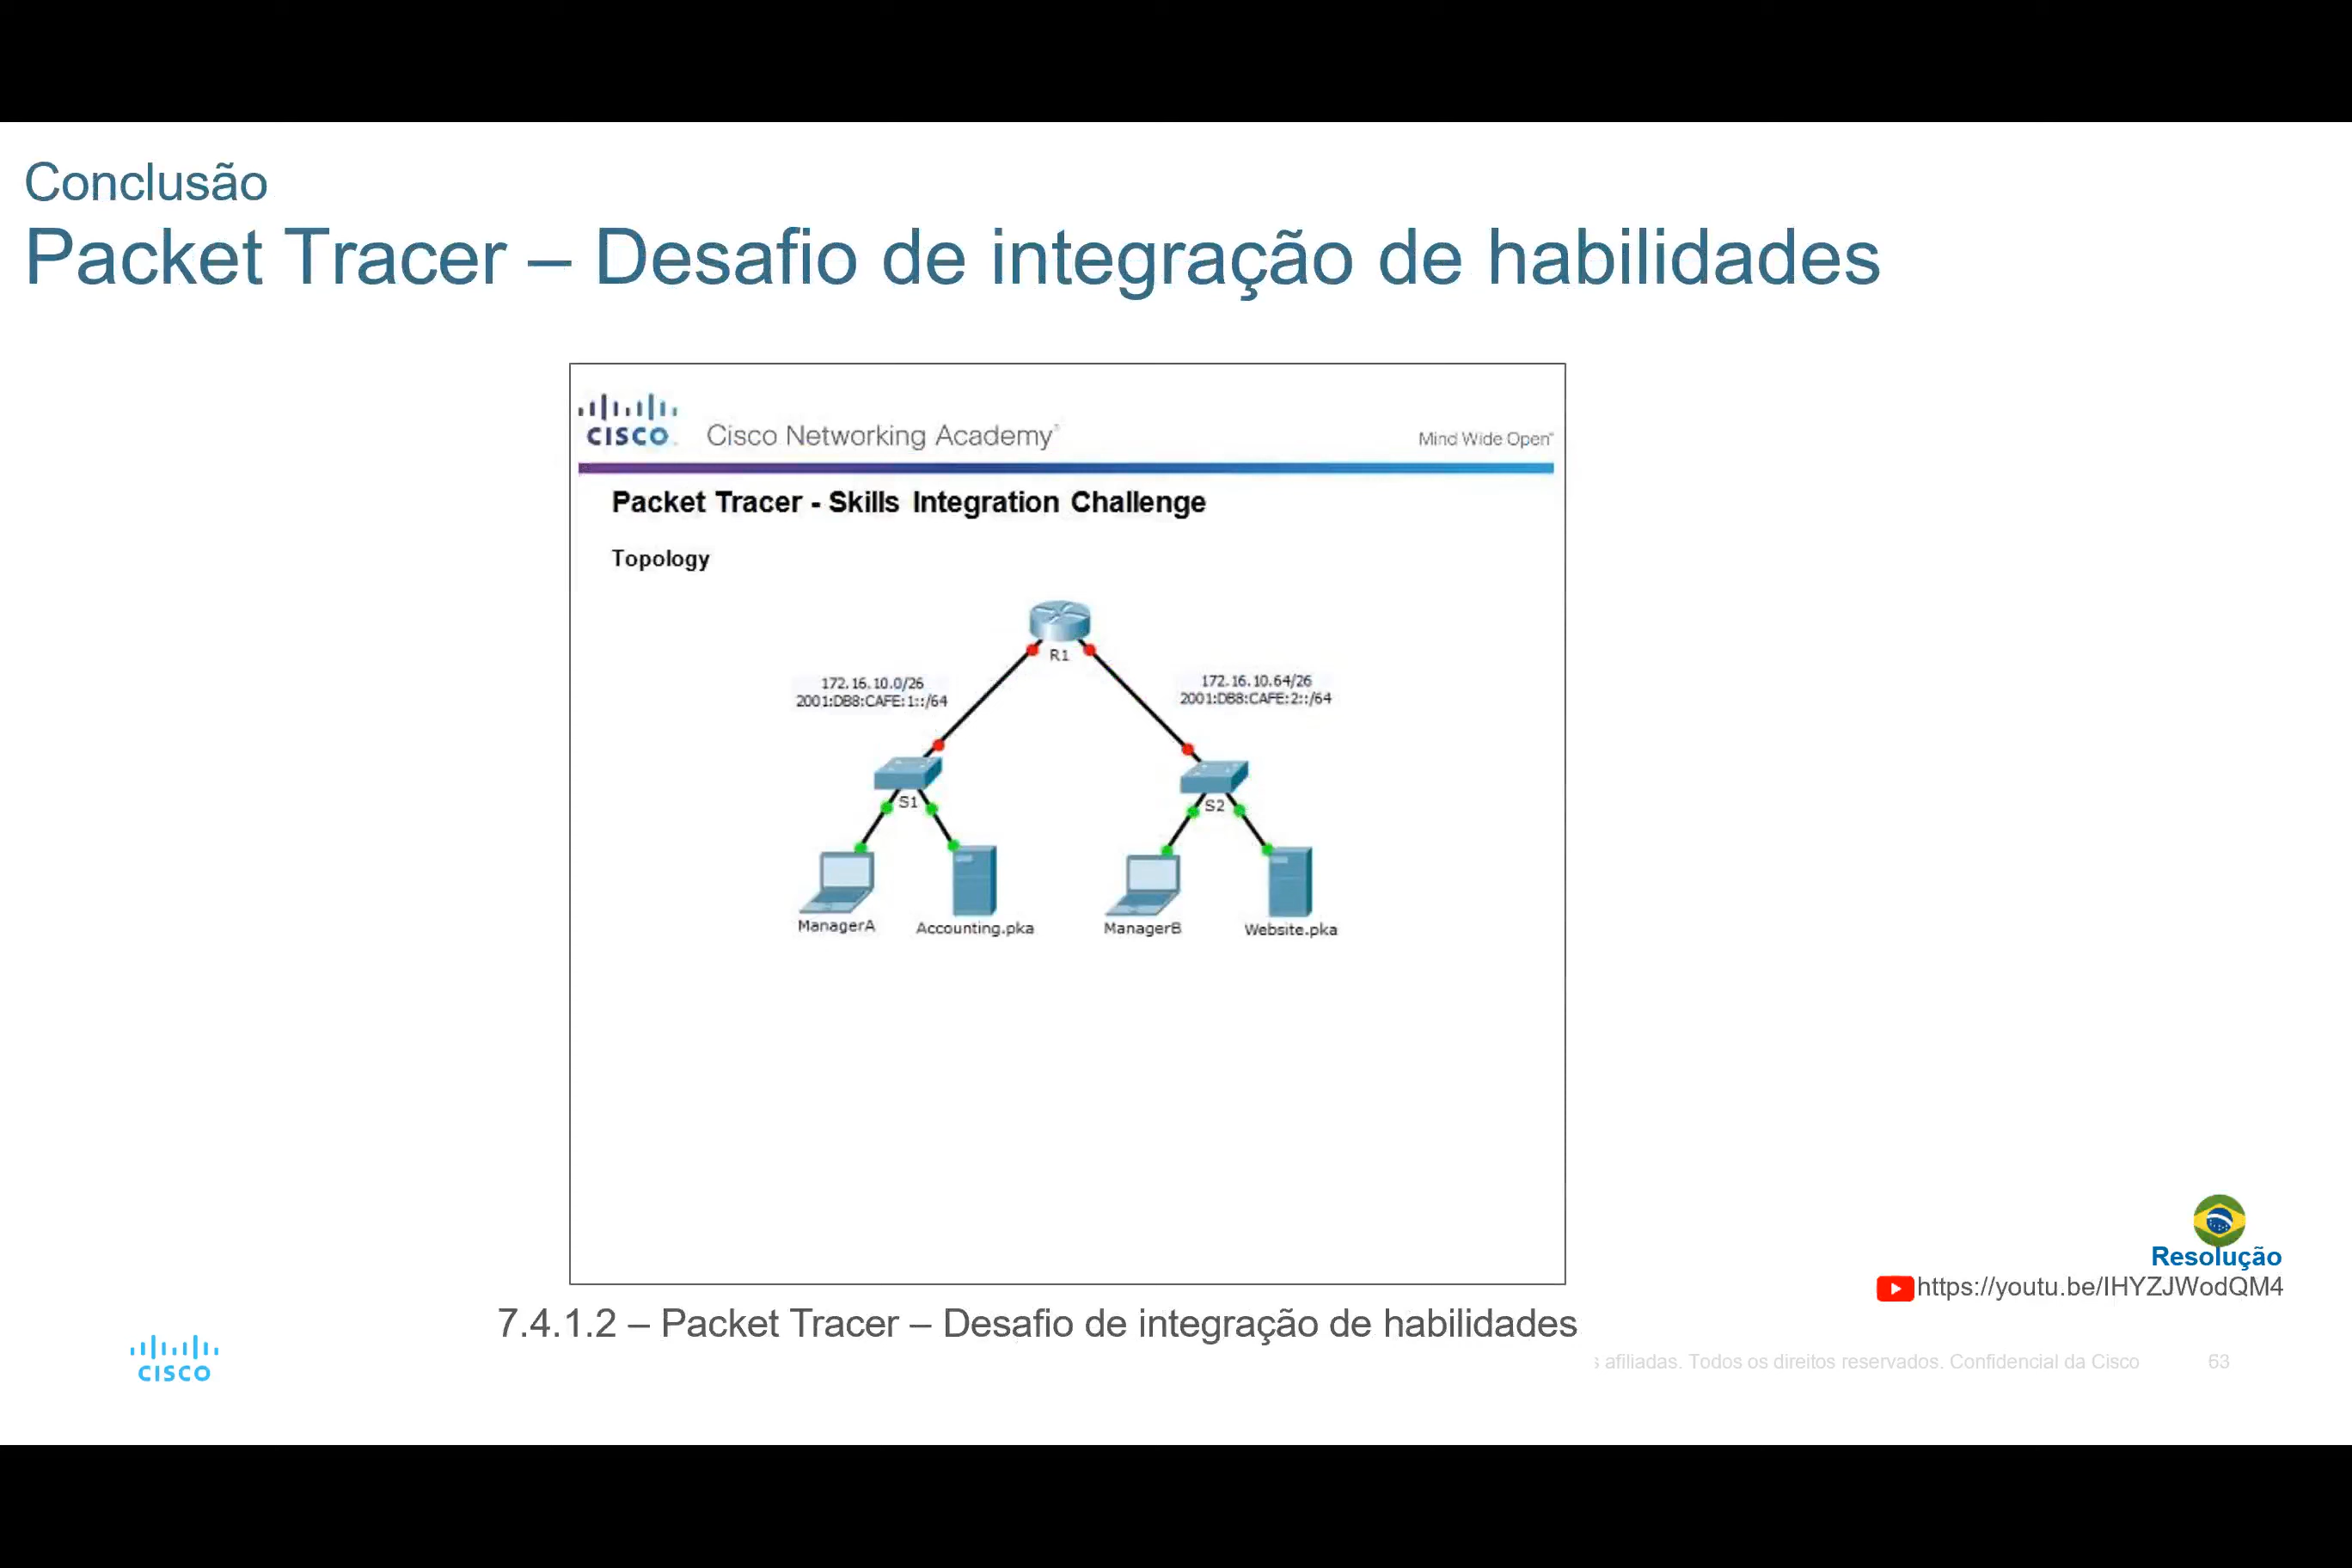 Conclusão
Packet Tracer – Desafio de integração de habilidades
CISCO
Cisco Networking Academy
Mind Wide Open
Packet Tracer - Skills Integration Challenge
Topology
R1
172.16.10.0/26
2001:DB8:CAFE:1::/64
172.16.10.64/26
2001:DB8:CAFE:2::/64
S1
S2
ManagerA
Accounting.pka
ManagerB
Website.pka
Resolução
https://youtu.be/IHYZJWodQM4
7.4.1.2 – Packet Tracer – Desafio de integração de habilidades
CISCO
afiliadas. Todos os direitos reservados. Confidencial da Cisco
63